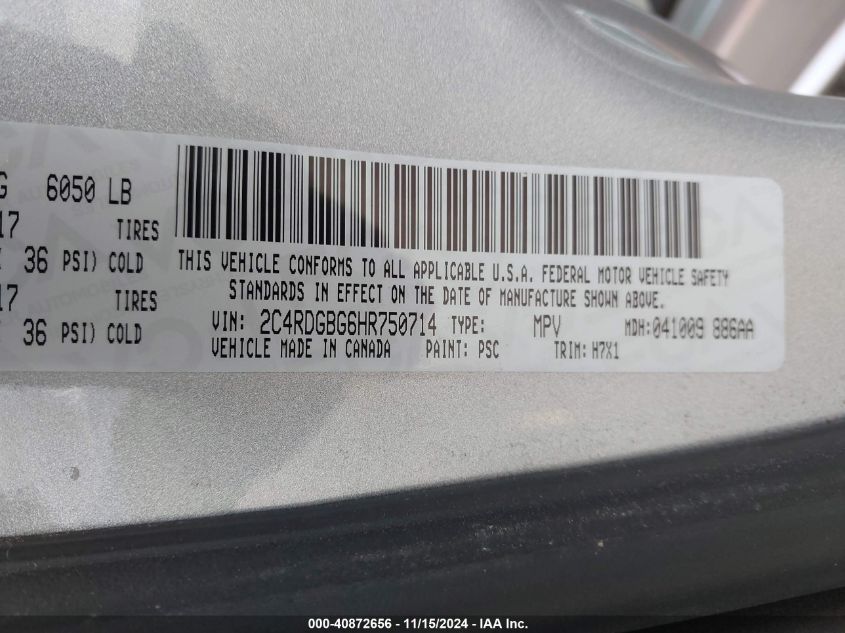 6050 LB
17 TIRES
36 PSI) COLD
17 TIRES
36 PSI) COLD
THIS VEHICLE CONFORMS TO ALL APPLICABLE U.S.A. FEDERAL MOTOR VEHICLE SAFETY
STANDARDS IN EFFECT ON THE DATE OF MANUFACTURE SHOWN ABOVE.
VIN: 2C4RDGBG6HR750714 TYPE: MPV MDH:041009 886AA
VEHICLE MADE IN CANADA PAINT: PSC TRIM: H7X1
000-40872656 - 11/15/2024 - IAA Inc.